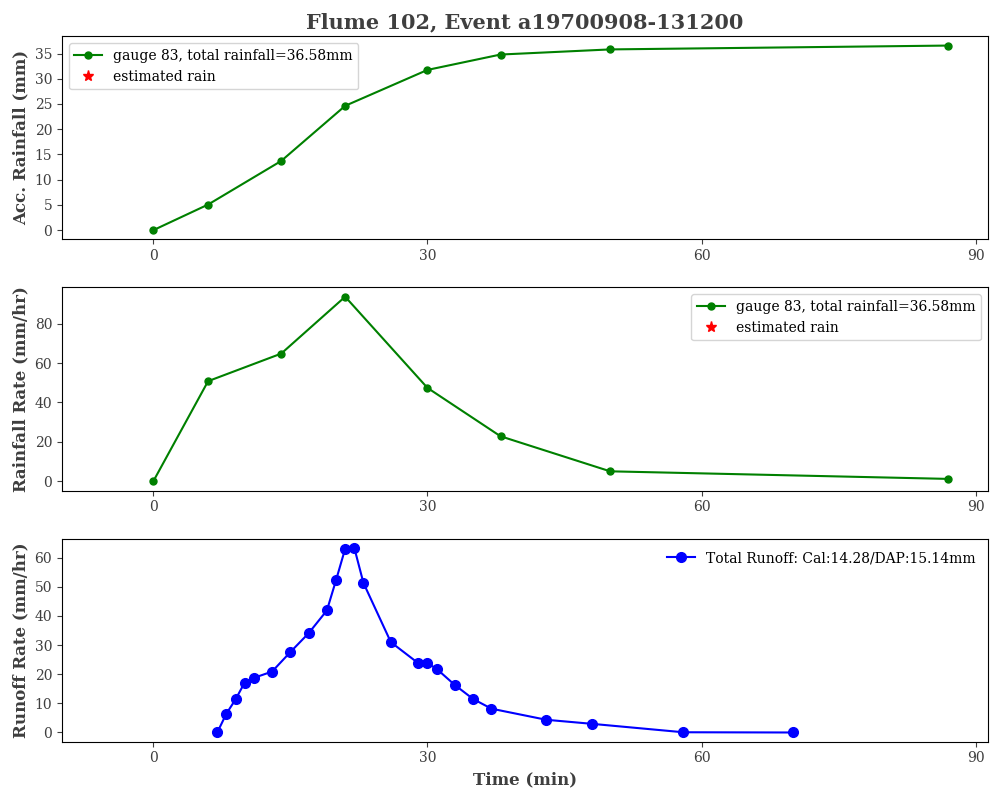 Flume 102, Event a19700908-131200
Acc. Rainfall (mm)
35
30
25
20
15
10
5
0
gauge 83, total rainfall=36.58mm
estimated rain
0 30 60 90
Rainfall Rate (mm/hr)
80
60
40
20
0
gauge 83, total rainfall=36.58mm
estimated rain
0 30 60 90
Runoff Rate (mm/hr)
60
50
40
30
20
10
0
Total Runoff: Cal:14.28/DAP:15.14mm
0 30 60 90
Time (min)